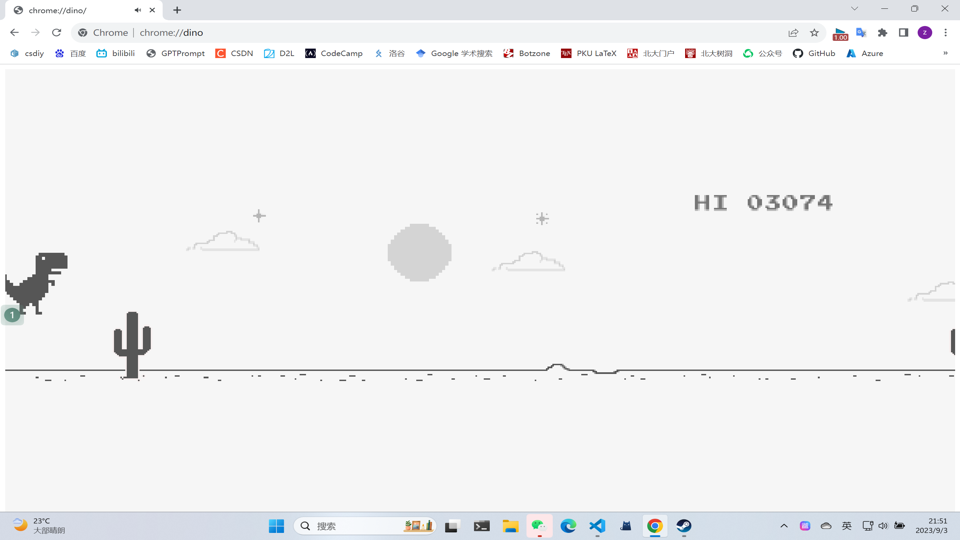 chrome://dino/
Chrome | chrome://dino
1.00
z
csdiy 百度 bilibili GPTPrompt CSDN D2L CodeCamp 洛谷 Google 学术搜索 Botzone PKU LaTeX 北大门户 北大树洞 公众号 GitHub Azure »
HI 03074
1
23°C
大部晴朗
搜索
英
21:51
2023/9/3